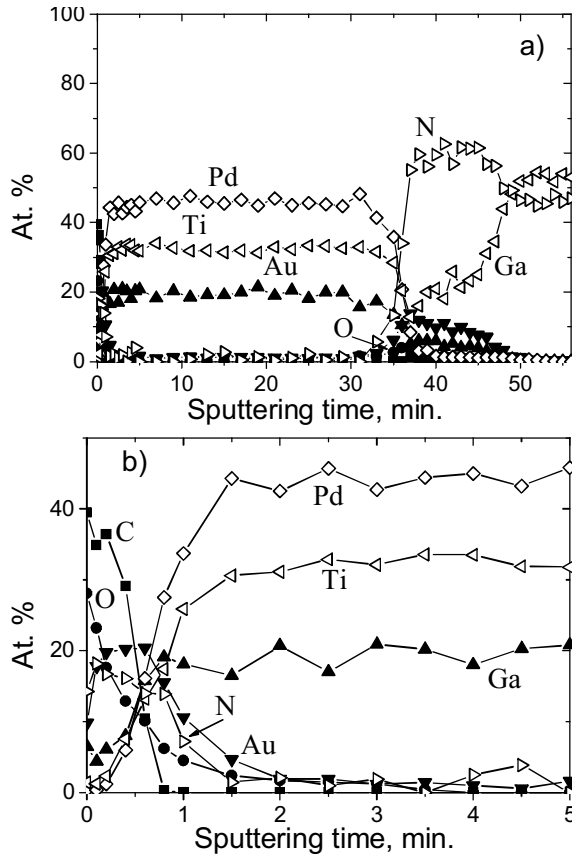 a)
100
80
60
40
20
0
At. %
N
Pd
Ti
Au
Ga
O
0 10 20 30 40 50
Sputtering time, min.
b)
40
20
0
At. %
C
O
Pd
Ti
Ga
N
Au
0 1 2 3 4 5
Sputtering time, min.